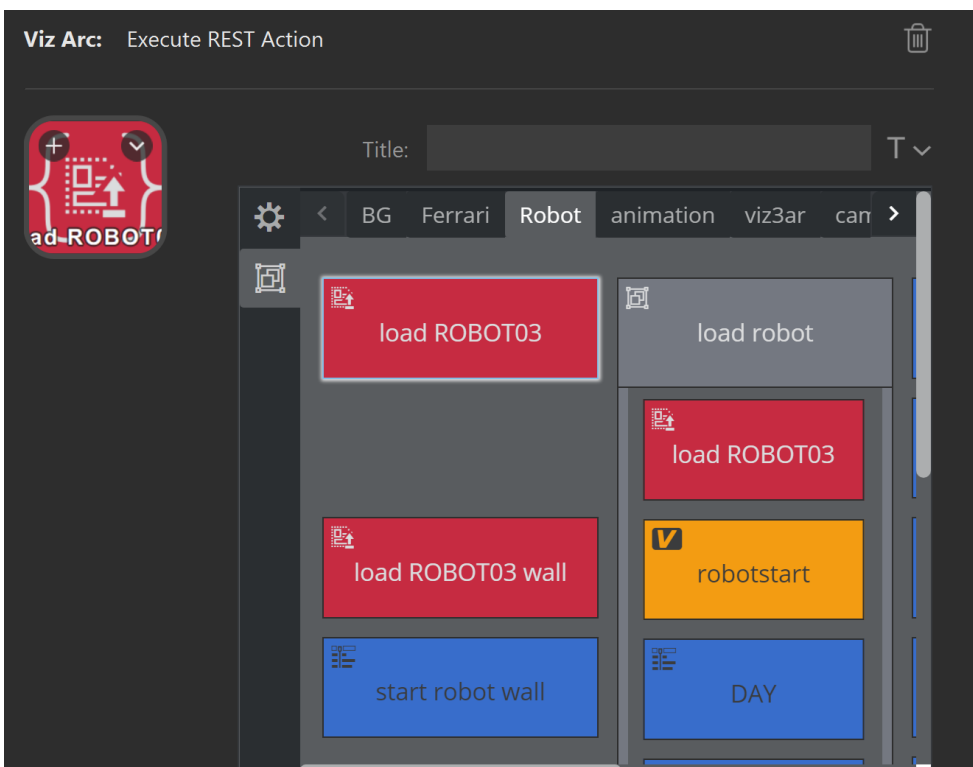 Viz Arc: Execute REST Action
Title:
T
ad ROBOT
BG Ferrari Robot animation viz3ar
load ROBOT03
load robot
load ROBOT03
load ROBOT03 wall
V
robotstart
start robot wall
DAY